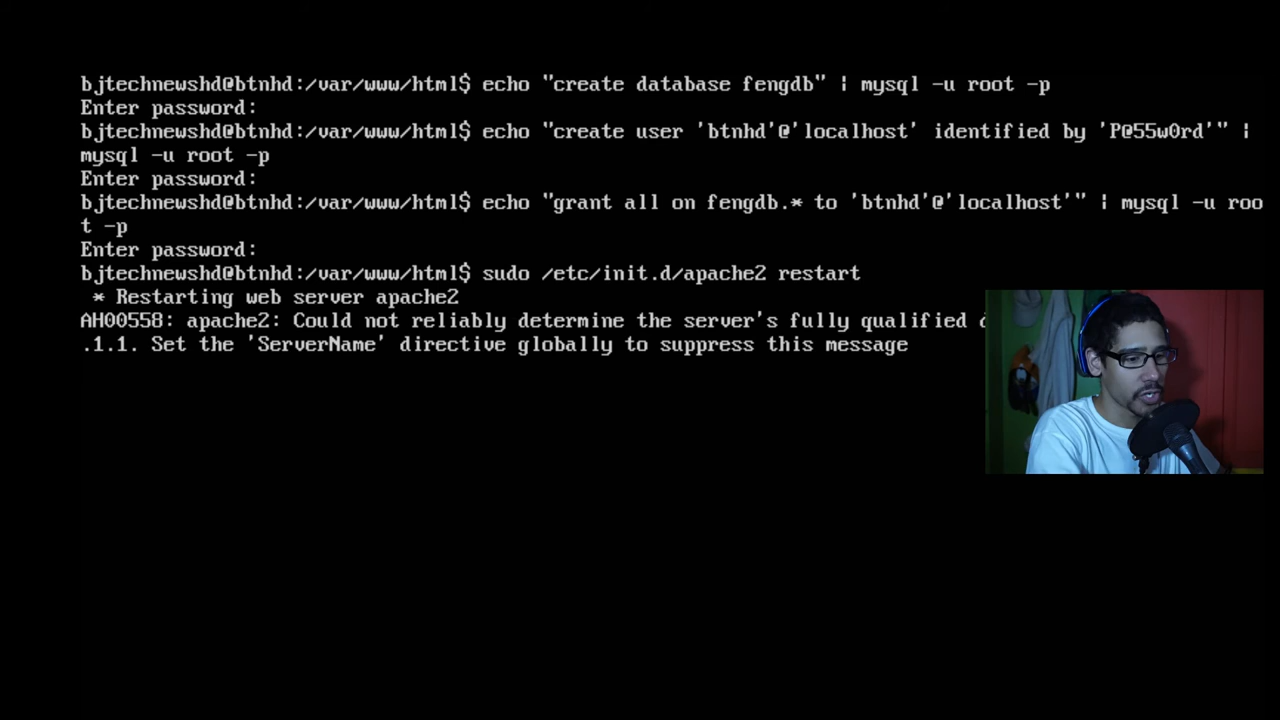 bjtechnewshd@btnhd:/var/www/html$ echo "create database fengdb" | mysql -u root -p
Enter password:
bjtechnewshd@btnhd:/var/www/html$ echo "create user 'btnhd'@'localhost' identified by 'P@55w0rd'" |
mysql -u root -p
Enter password:
bjtechnewshd@btnhd:/var/www/html$ echo "grant all on fengdb.* to 'btnhd'@'localhost'" | mysql -u roo
t -p
Enter password:
bjtechnewshd@btnhd:/var/www/html$ sudo /etc/init.d/apache2 restart
* Restarting web server apache2
AH00558: apache2: Could not reliably determine the server's fully qualified
.1.1. Set the 'ServerName' directive globally to suppress this message